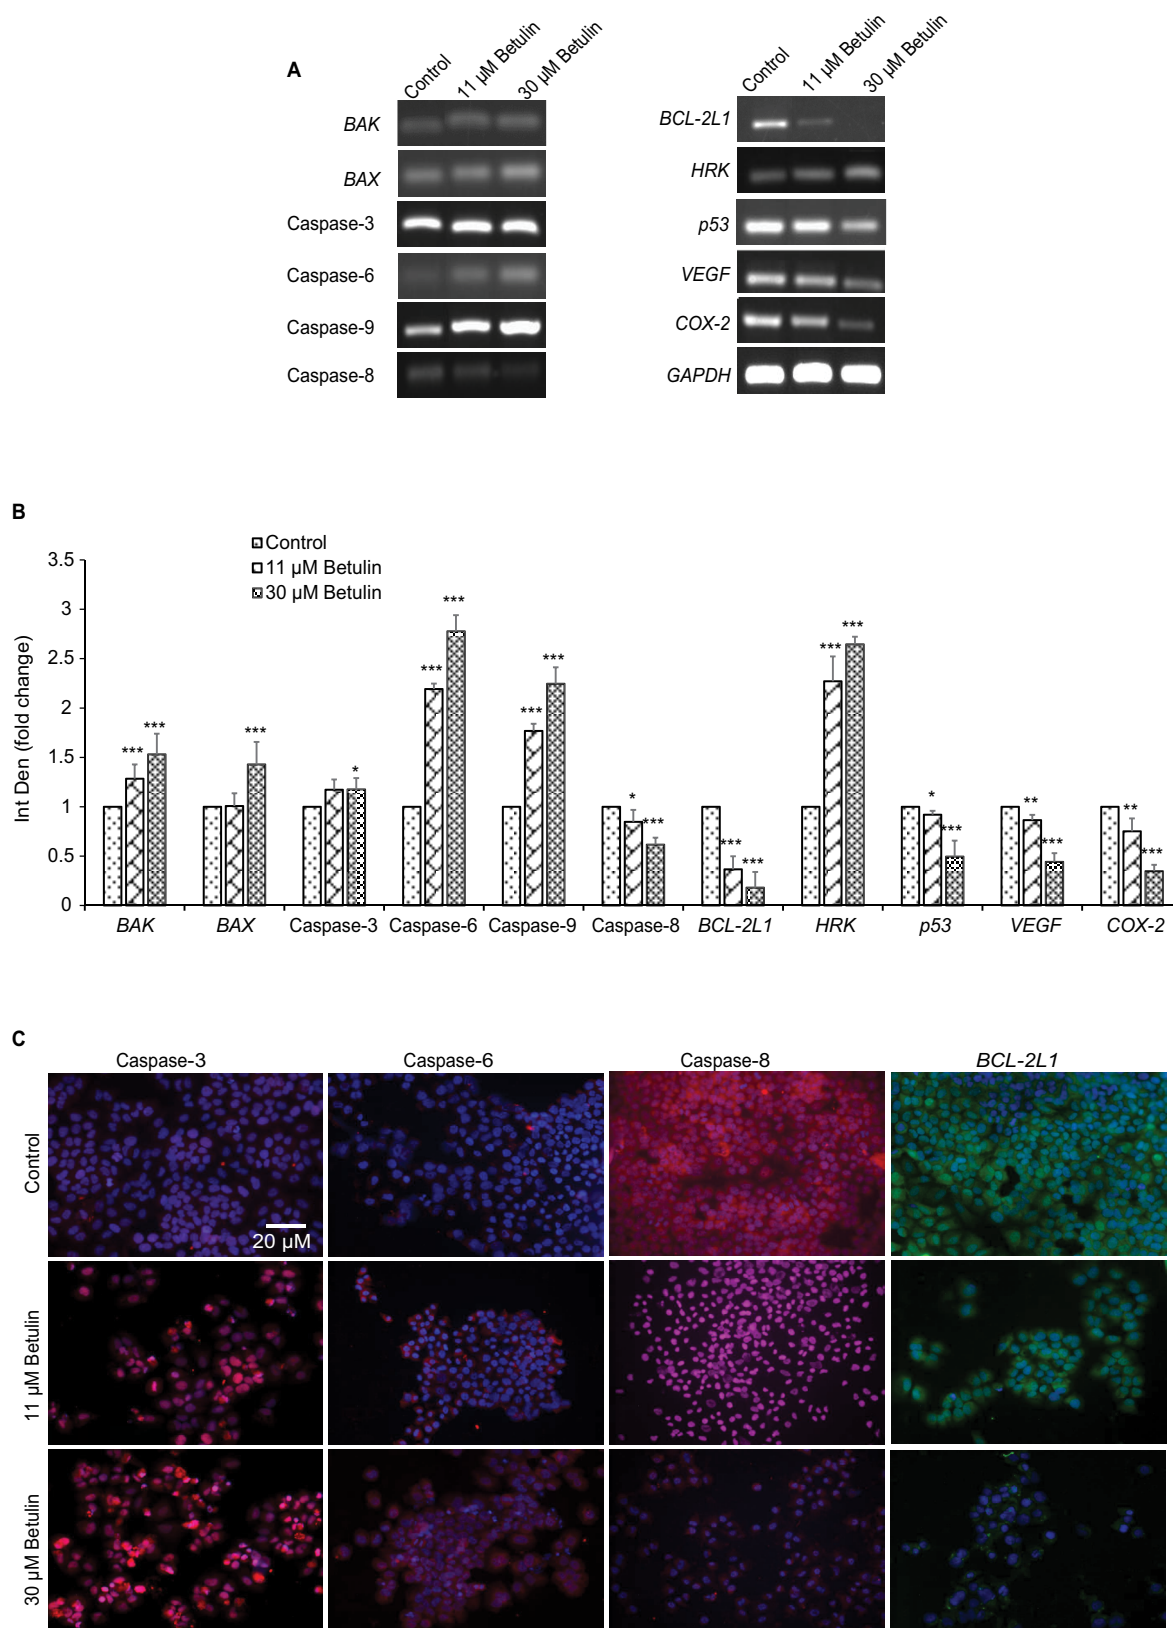 A
Control
11 µM Betulin
30 µM Betulin
BAK
BAX
Caspase-3
Caspase-6
Caspase-9
Caspase-8
Control
11 µM Betulin
30 µM Betulin
BCL-2L1
HRK
p53
VEGF
COX-2
GAPDH
B
Control
11 µM Betulin
30 µM Betulin
Int Den (fold change)
3.5
3
2.5
2
1.5
1
0.5
0
*** *** *** * *** *** *** *** * *** *** *** *** *** * *** ** *** ** ***
BAK BAX Caspase-3 Caspase-6 Caspase-9 Caspase-8 BCL-2L1 HRK p53 VEGF COX-2
C
Caspase-3 Caspase-6 Caspase-8 BCL-2L1
Control
20 µM
11 µM Betulin
30 µM Betulin